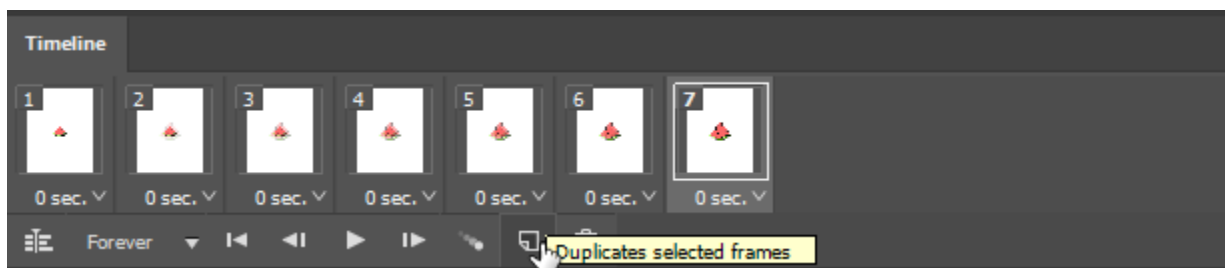 Timeline
1 2 3 4 5 6 7
0 sec. 0 sec. 0 sec. 0 sec. 0 sec. 0 sec. 0 sec.
Forever
Duplicates selected frames